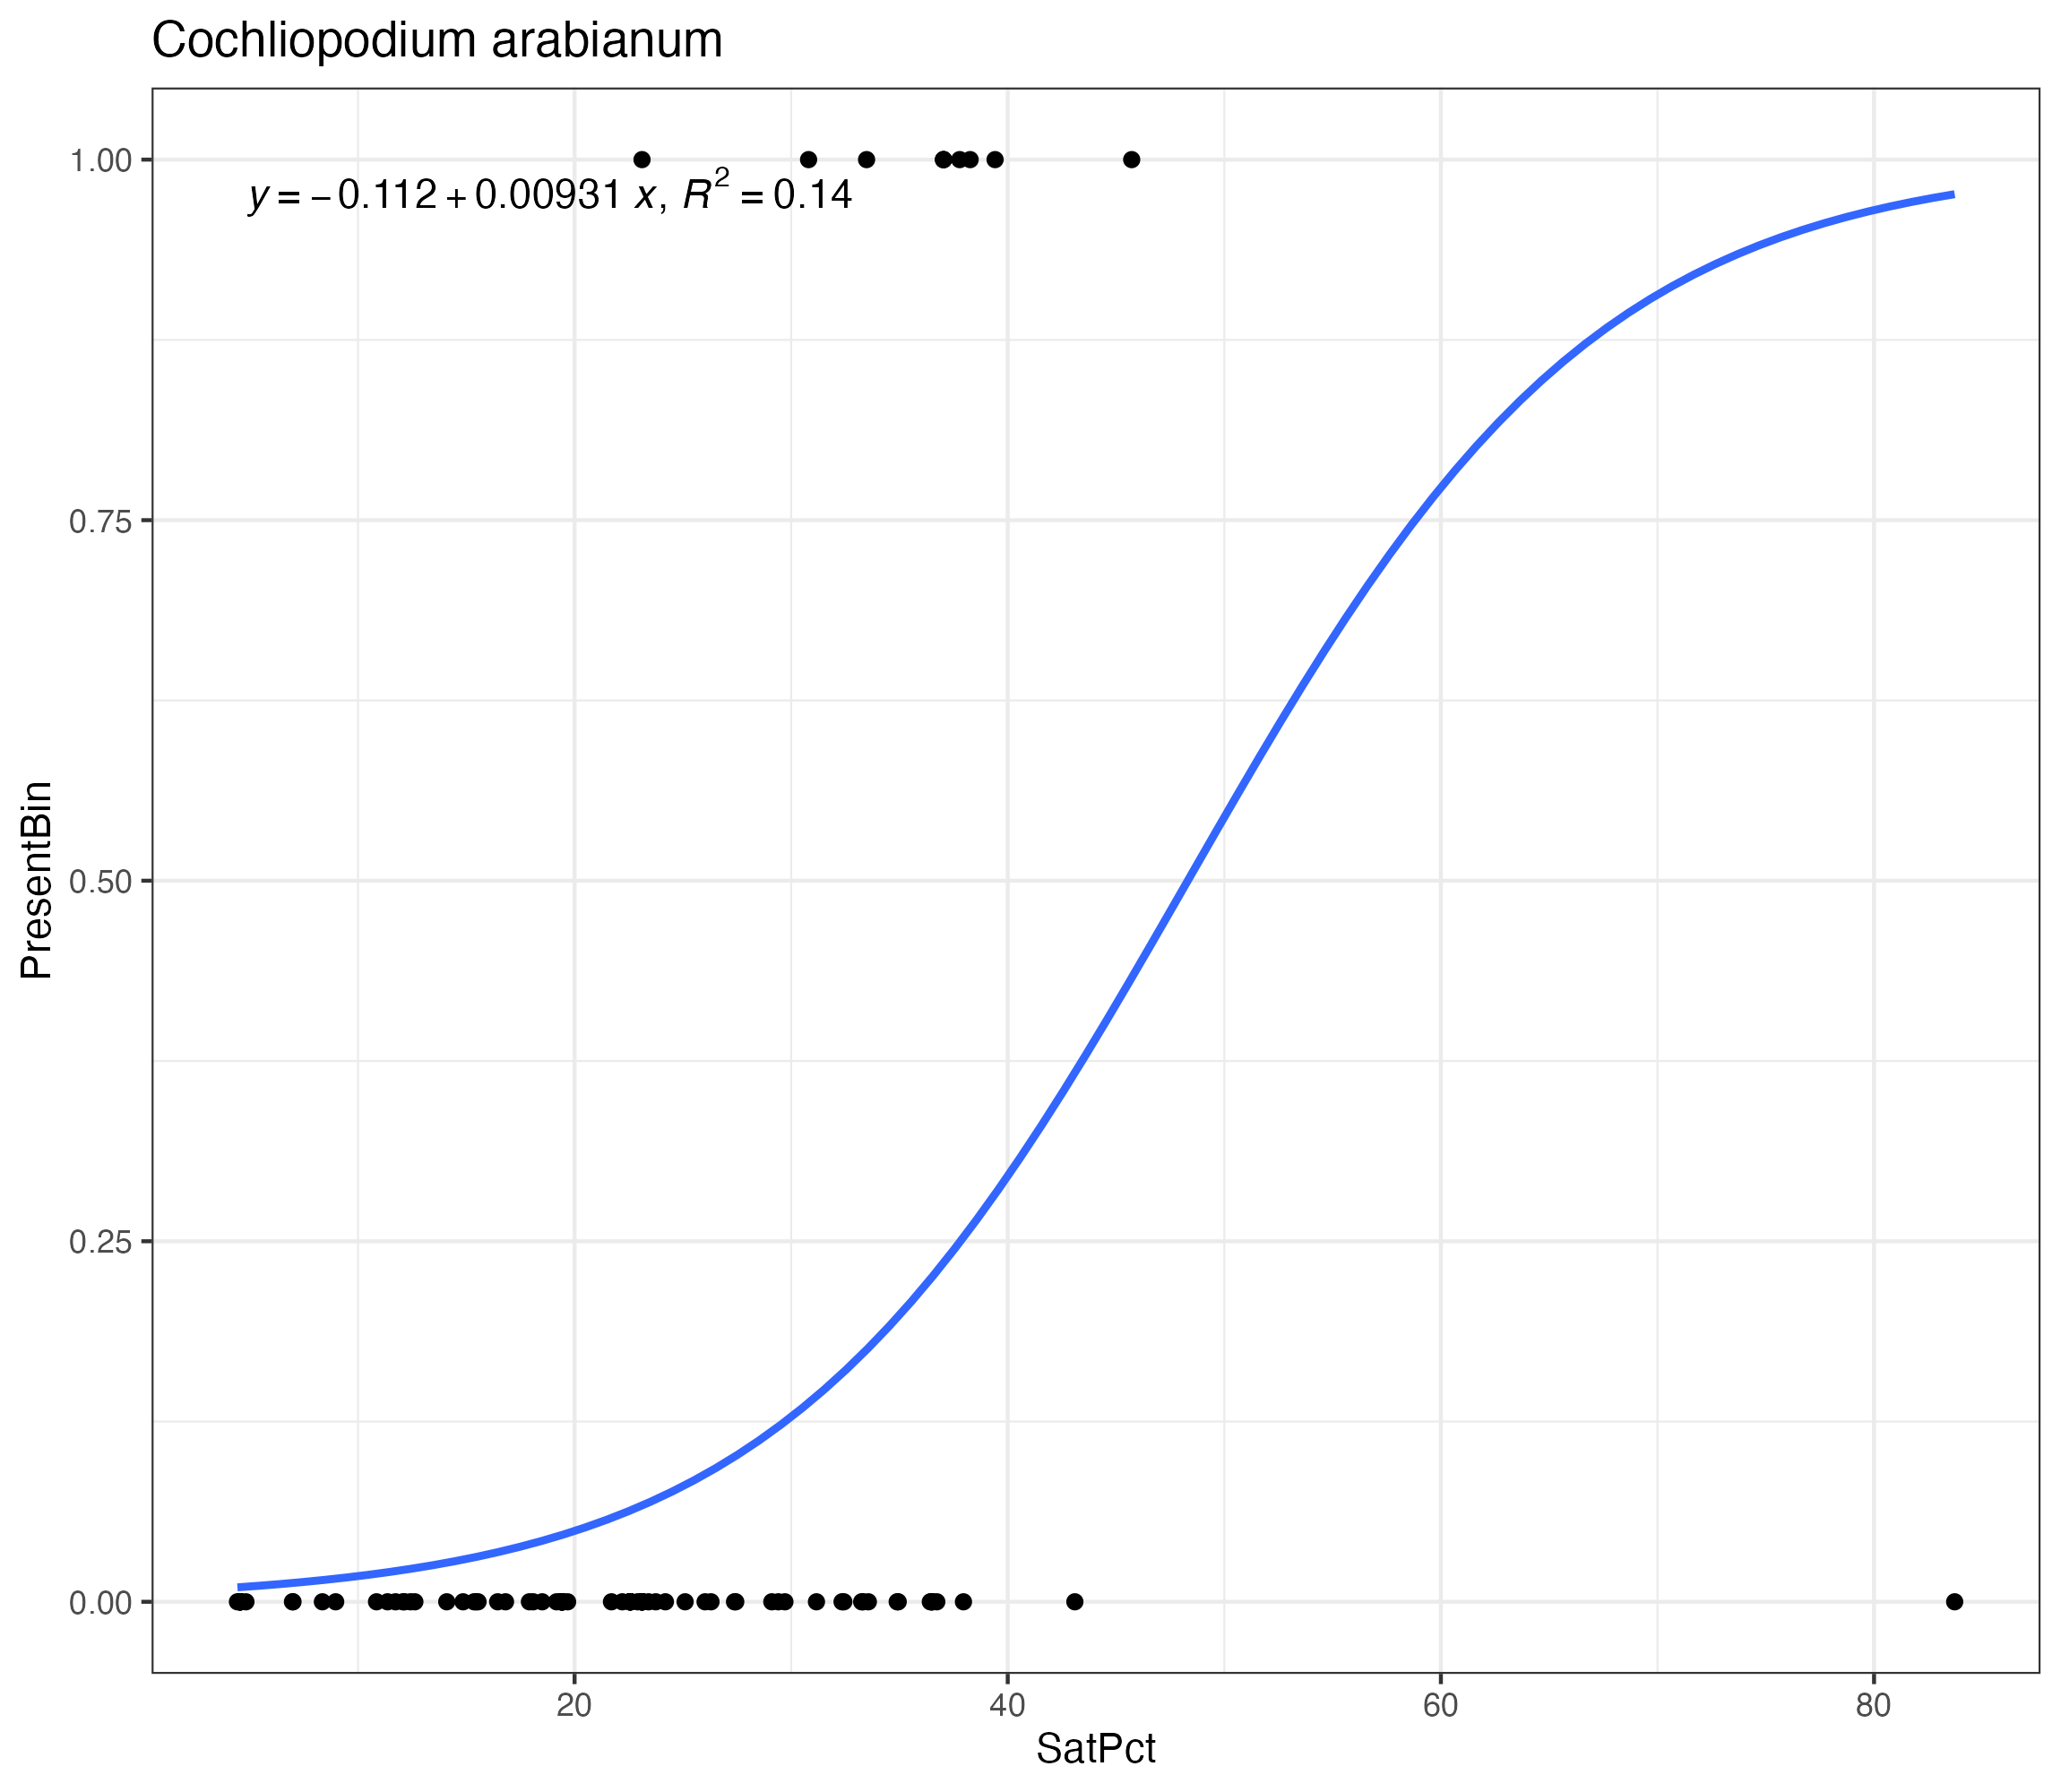 Cochliopodium arabianum
1.00
y = − 0.112 + 0.00931 x, R² = 0.14
0.75
0.50
0.25
0.00
PresentBin
20 40 60 80
SatPct